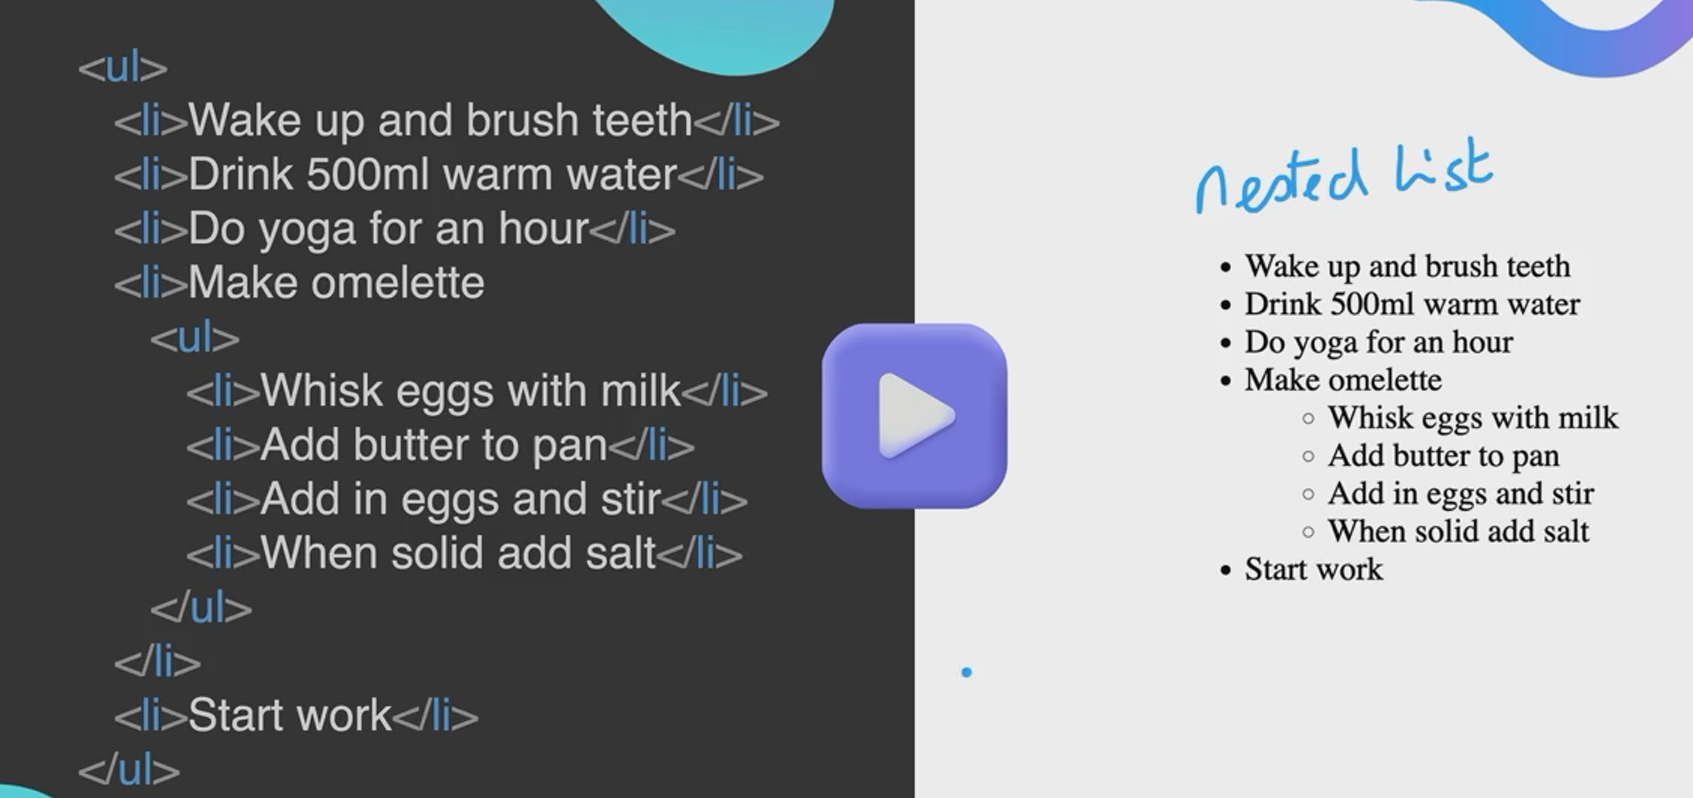 <ul>
<li>Wake up and brush teeth</li>
<li>Drink 500ml warm water</li>
<li>Do yoga for an hour</li>
<li>Make omelette
<ul>
<li>Whisk eggs with milk</li>
<li>Add butter to pan</li>
<li>Add in eggs and stir</li>
<li>When solid add salt</li>
</ul>
</li>
<li>Start work</li>
</ul>
nested list
• Wake up and brush teeth
• Drink 500ml warm water
• Do yoga for an hour
• Make omelette
◦ Whisk eggs with milk
◦ Add butter to pan
◦ Add in eggs and stir
◦ When solid add salt
• Start work